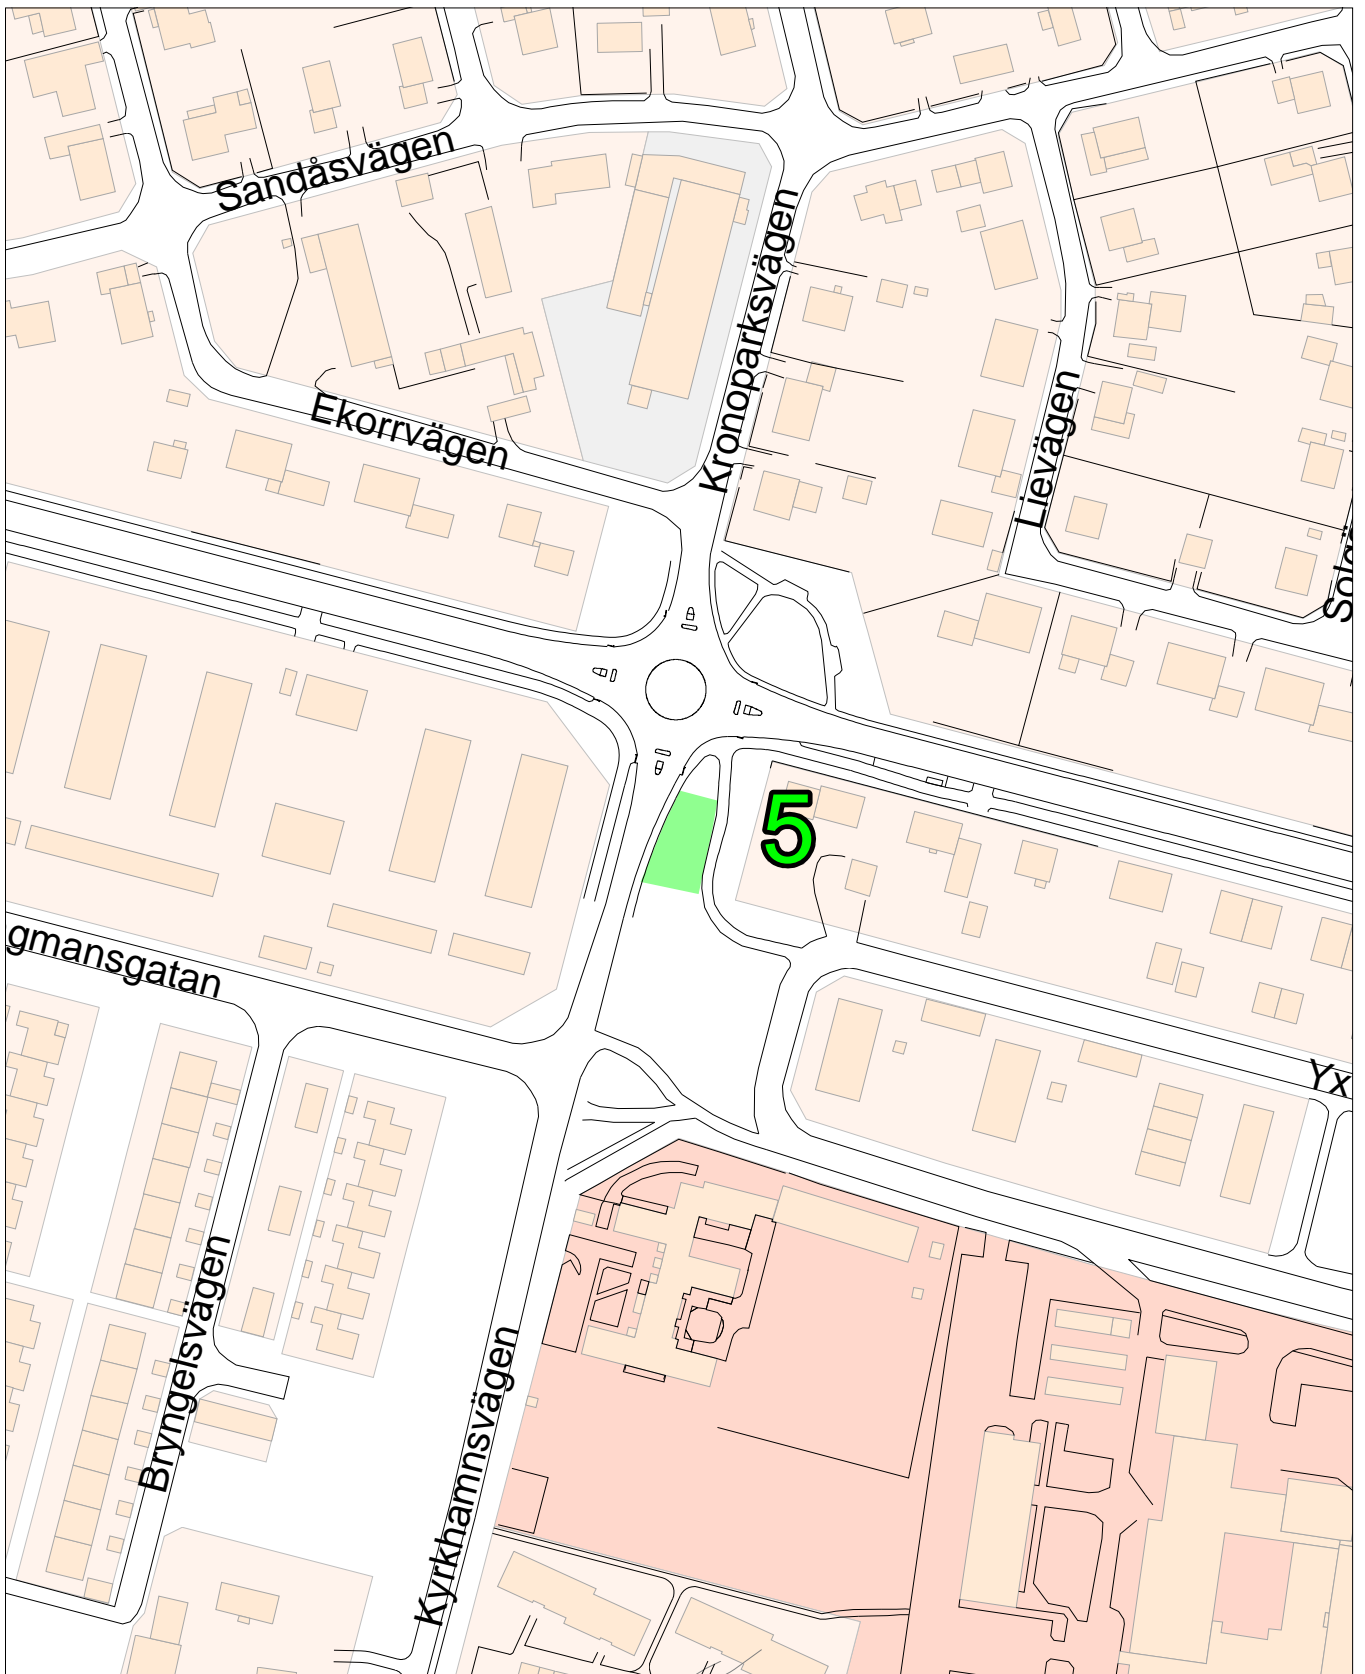 Sandåsvägen
Kronoparksvägen
Ekorrvägen
Lievägen
5
gmansgatan
Yx
Bryngelsvägen
Kyrkhamnsvägen